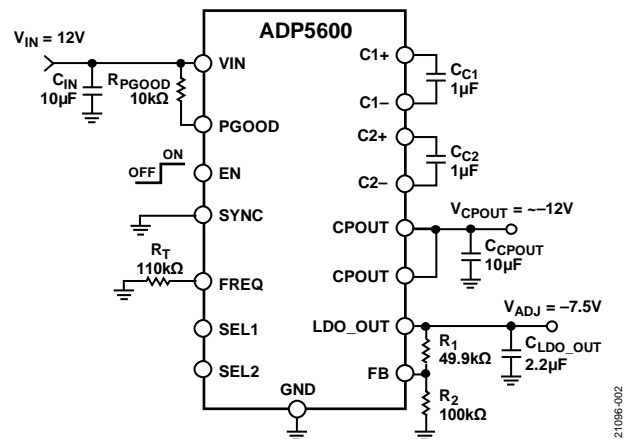 ADP5600
VIN = 12V
VIN
CIN
10µF
RPGOOD
10kΩ
PGOOD
OFF
ON
EN
SYNC
RT
110kΩ
FREQ
SEL1
SEL2
GND
C1+
C1–
CC1
1µF
C2+
C2–
CC2
1µF
CPOUT
VCPOUT = ~–12V
CPOUT
CCPOUT
10µF
LDO_OUT
VADJ = –7.5V
R1
49.9kΩ
CLDO_OUT
2.2µF
FB
R2
100kΩ
21096-002